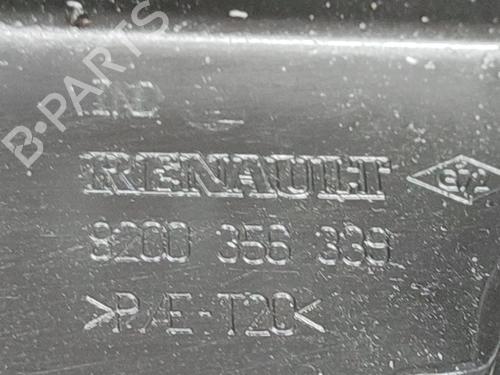 B·PARTS
RENAULT
8200 356 339
>P/E-T20<